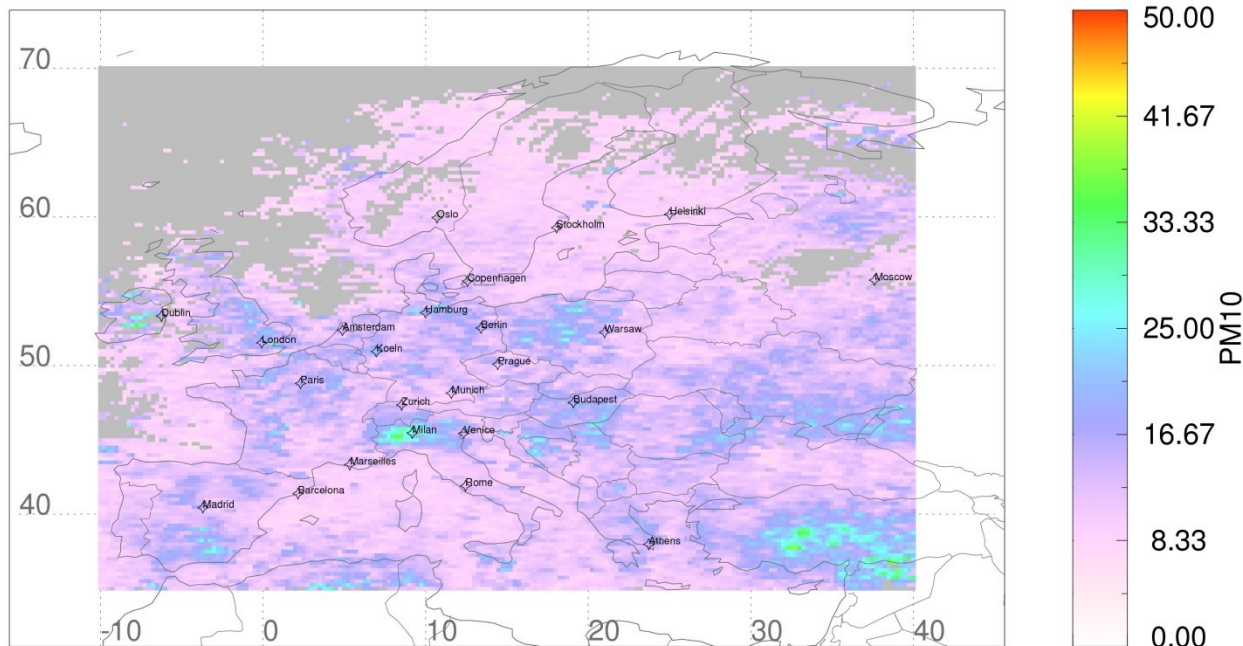 50.00
70
41.67
60
Oslo
Helsinki
Stockholm
33.33
Moscow
Copenhagen
Dublin
Hamburg
Amsterdam
Berlin
Warsaw
London
25.00
PM10
Koeln
50
Prague
Paris
Munich
Zurich
Budapest
Milan
Venice
16.67
Marseilles
Rome
Barcelona
Madrid
40
Athens
8.33
-10 0 10 20 30 40
0.00